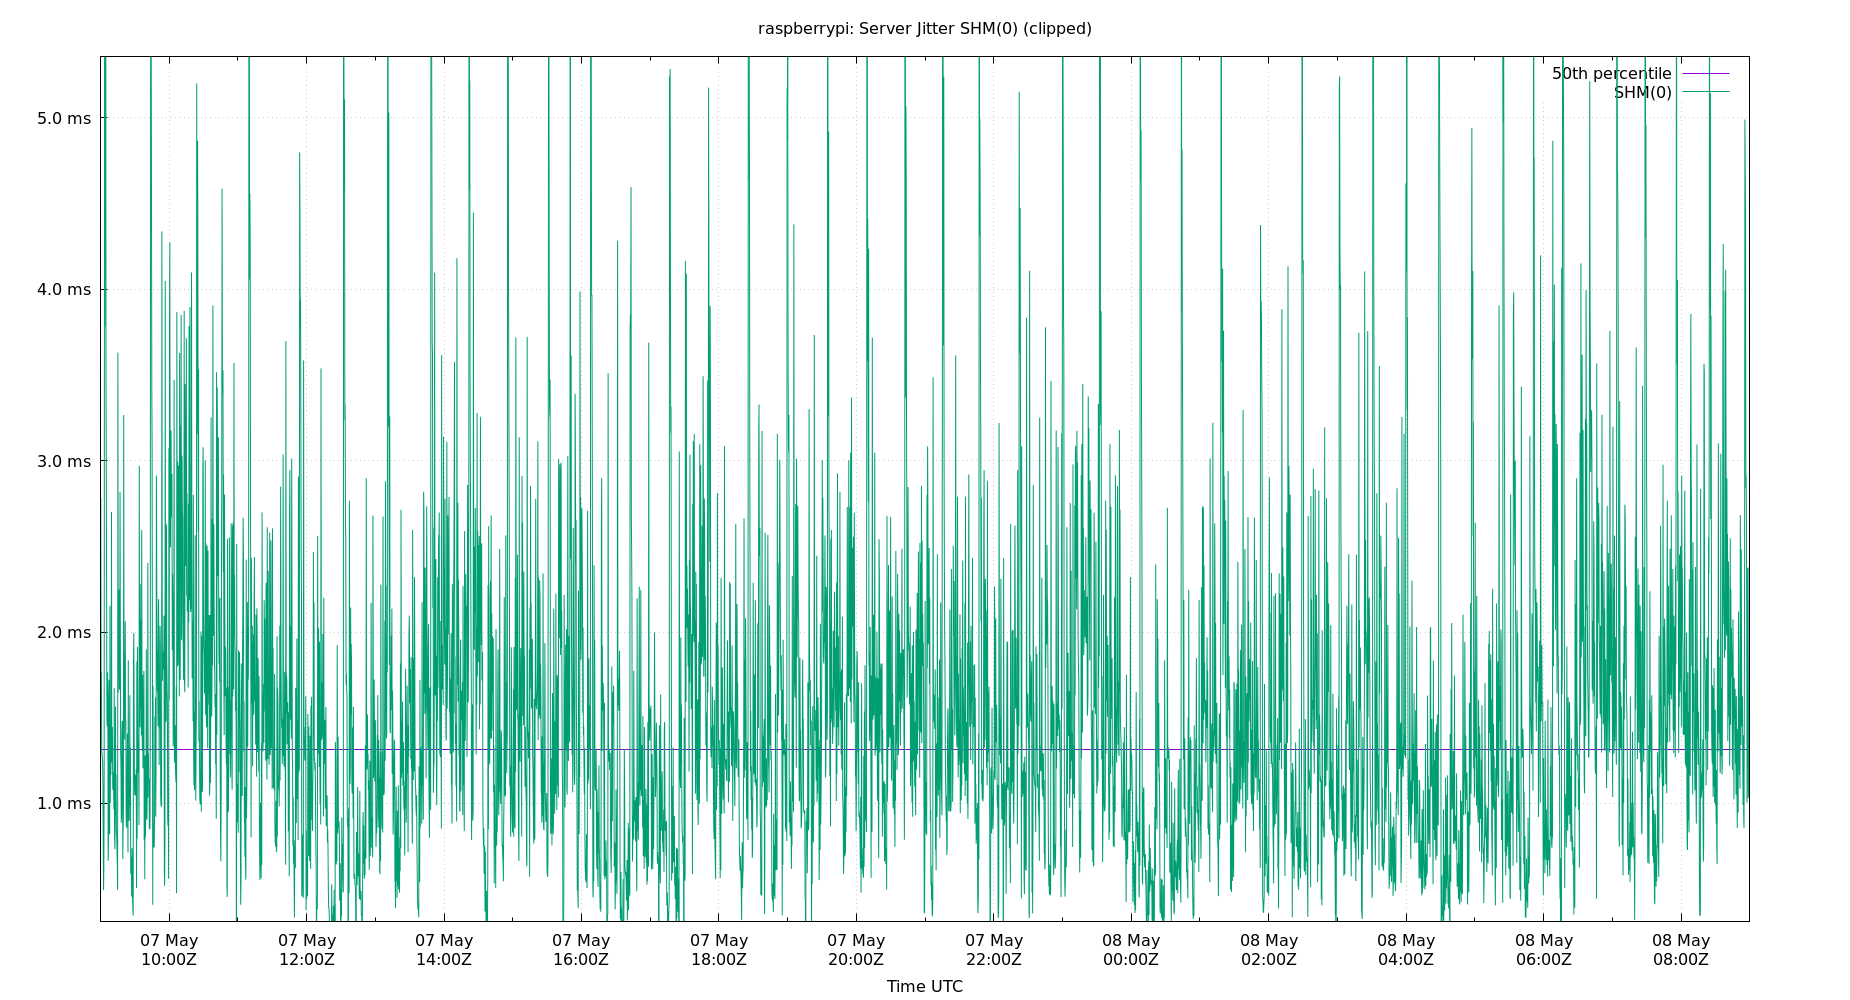 raspberrypi: Server Jitter SHM(0) (clipped)
50th percentile
SHM(0)
5.0 ms
4.0 ms
3.0 ms
2.0 ms
1.0 ms
07 May 07 May 07 May 07 May 07 May 07 May 07 May 08 May 08 May 08 May 08 May 08 May
10:00Z 12:00Z 14:00Z 16:00Z 18:00Z 20:00Z 22:00Z 00:00Z 02:00Z 04:00Z 06:00Z 08:00Z
Time UTC